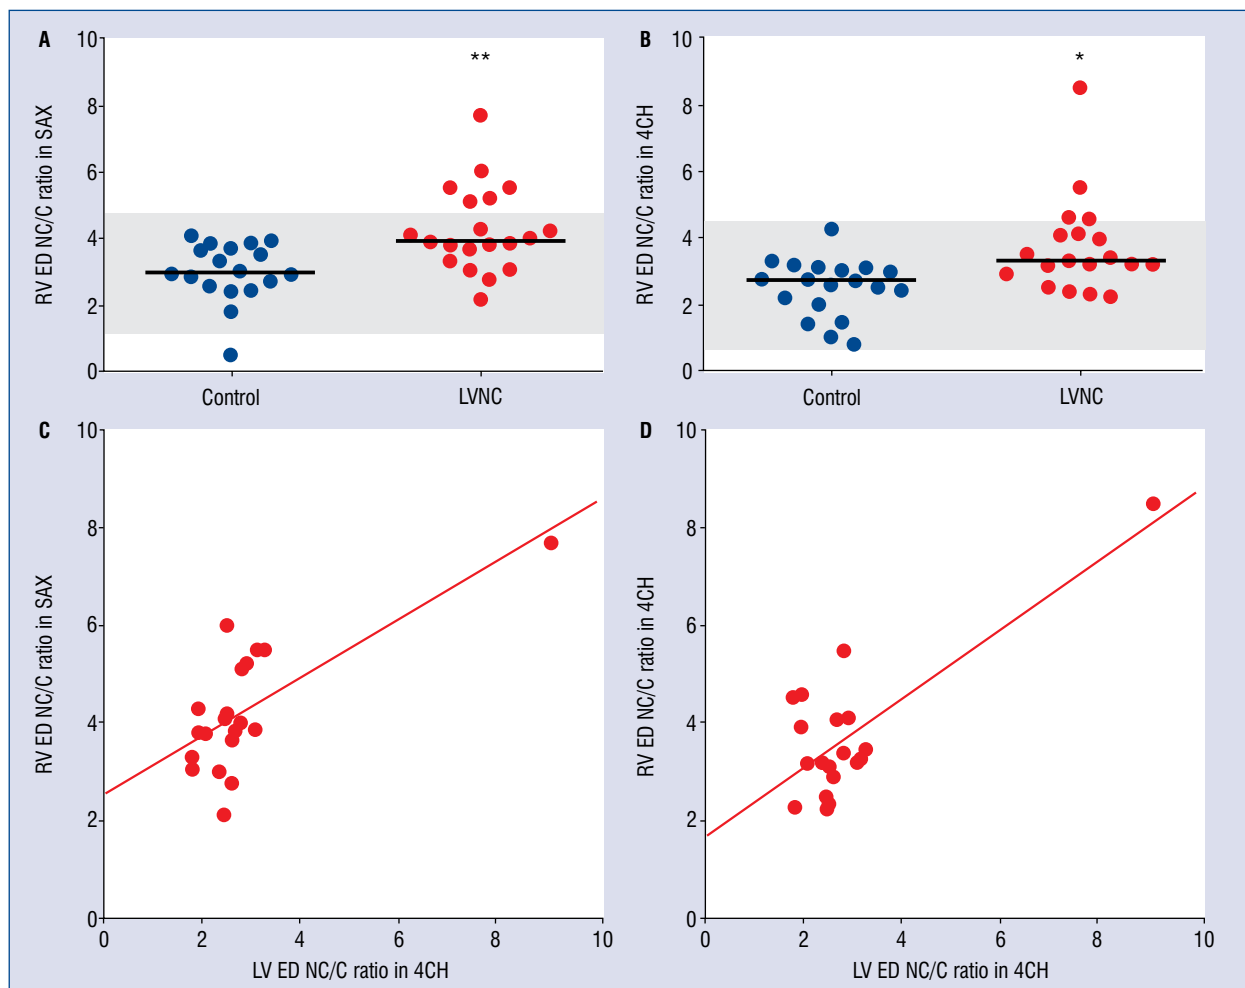 A
RV ED NC/C ratio in SAX
10
8
6
4
2
0
**
Control
LVNC
B
RV ED NC/C ratio in 4CH
10
8
6
4
2
0
*
Control
LVNC
C
RV ED NC/C ratio in SAX
10
8
6
4
2
0
0 2 4 6 8 10
LV ED NC/C ratio in 4CH
D
RV ED NC/C ratio in 4CH
10
8
6
4
2
0
0 2 4 6 8 10
LV ED NC/C ratio in 4CH